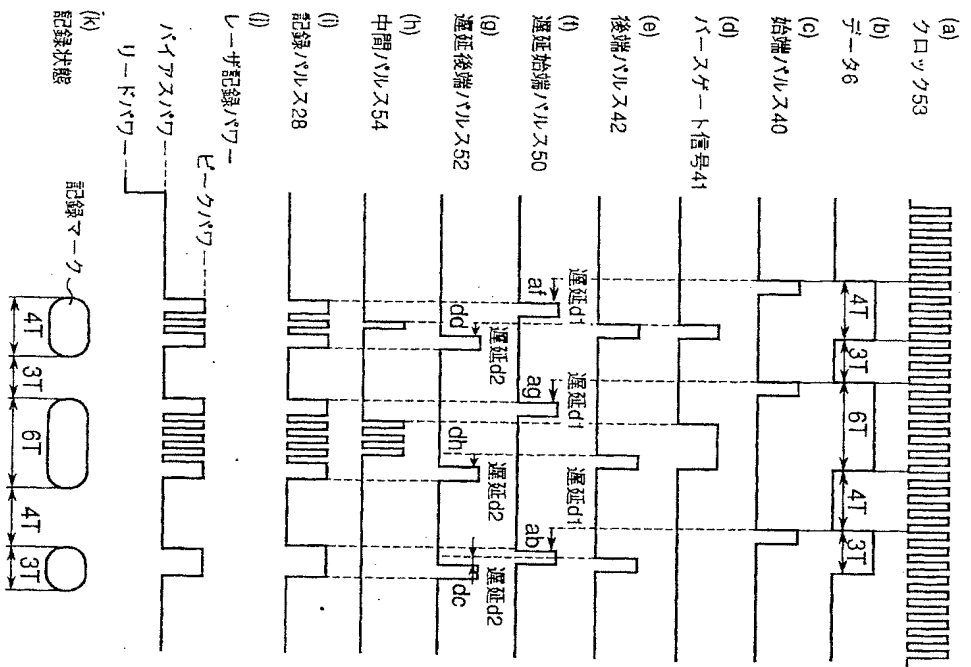 (a)
クロック53
(b)
データ6
4T
3T
6T
4T
3T
(c)
始端パルス40
(d)
バースゲート信号41
(e)
後端パルス42
遅延d1
遅延d1
遅延d1
(f)
遅延始端パルス50
af
ag
ab
(g)
遅延後端パルス52
dd
遅延d2
dh
遅延d2
dc
遅延d2
(h)
中間パルス54
(i)
記録パルス28
(j)
レーザ記録パワー
ピークパワー
バイアスパワー
リードパワー
(k)
記録状態
記録マーク
4T
3T
6T
4T
3T